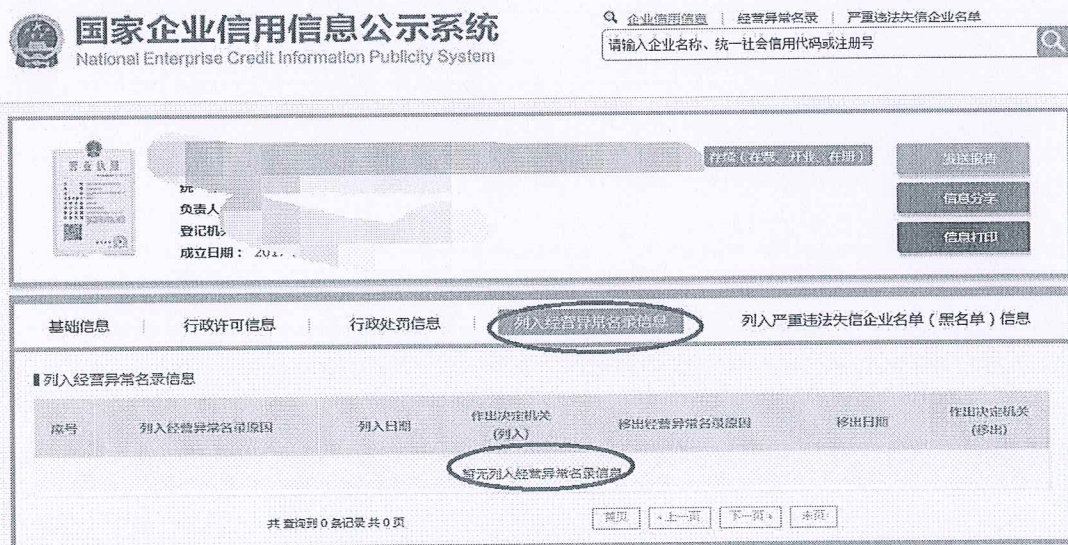 国家企业信用信息公示系统
National Enterprise Credit Information Publicity System
企业信用信息 | 经营异常名录 | 严重违法失信企业名单
请输入企业名称、统一社会信用代码或注册号
营业执照
存续（在营、开业、在册）
发送报告
信息分享
信息打印
统一
负责人
登记机关
成立日期： 201
基础信息 | 行政许可信息 | 行政处罚信息 | 列入经营异常名录信息 列入严重违法失信企业名单（黑名单）信息
列入经营异常名录信息
序号 列入经营异常名录原因 列入日期 作出决定机关(列入) 移出经营异常名录原因 移出日期 作出决定机关(移出)
暂无列入经营异常名录信息
共 查询到 0 条记录 共 0 页
首页 上一页 下一页 末页